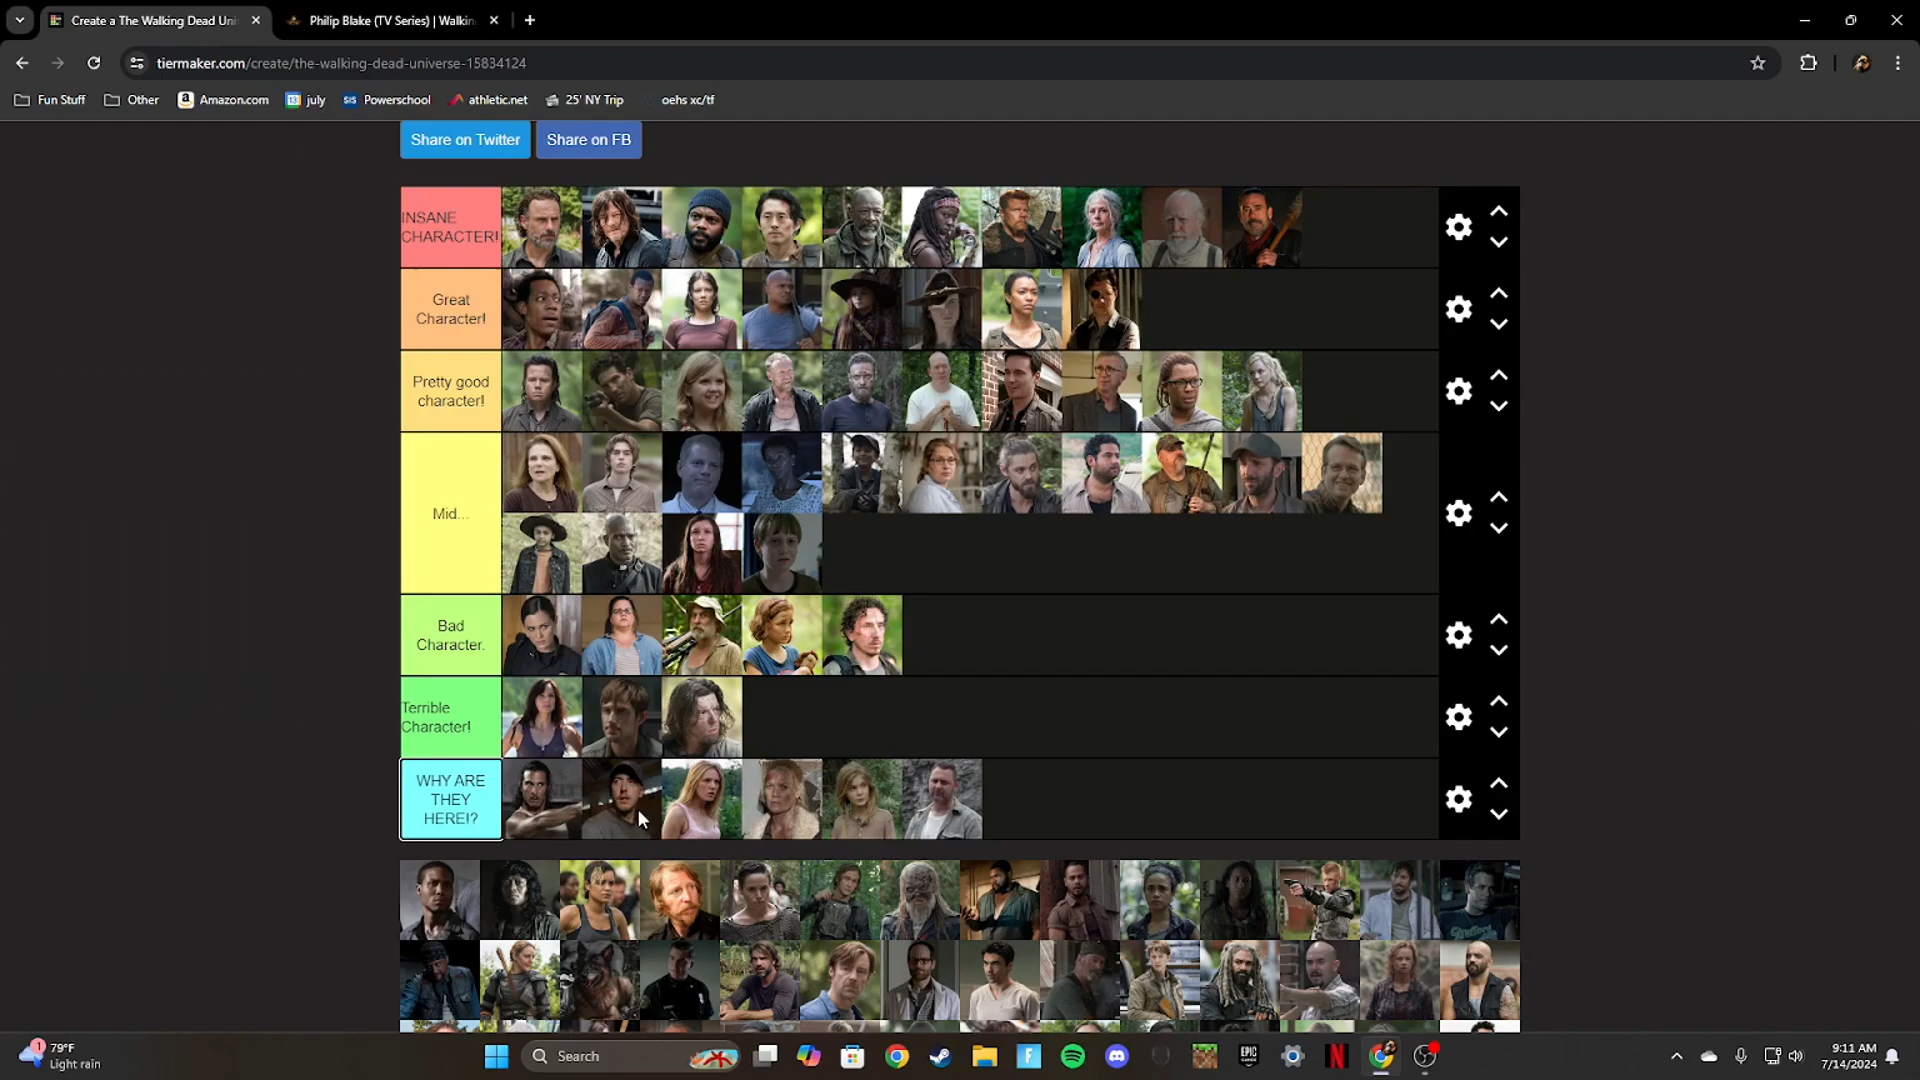 Create a The Walking Dead Uni
Philip Blake (TV Series) | Walkin
tiermaker.com/create/the-walking-dead-universe-15834124
Fun Stuff
Other
Amazon.com
july
SIS Powerschool
athletic.net
25' NY Trip
oehs xc/tf
Share on Twitter
Share on FB
INSANE
CHARACTER!
Great
Character!
Pretty good
character!
Mid...
Bad
Character.
Terrible
Character!
WHY ARE
THEY
HERE!?
1
79°F
Light rain
Search
9:11 AM
7/14/2024